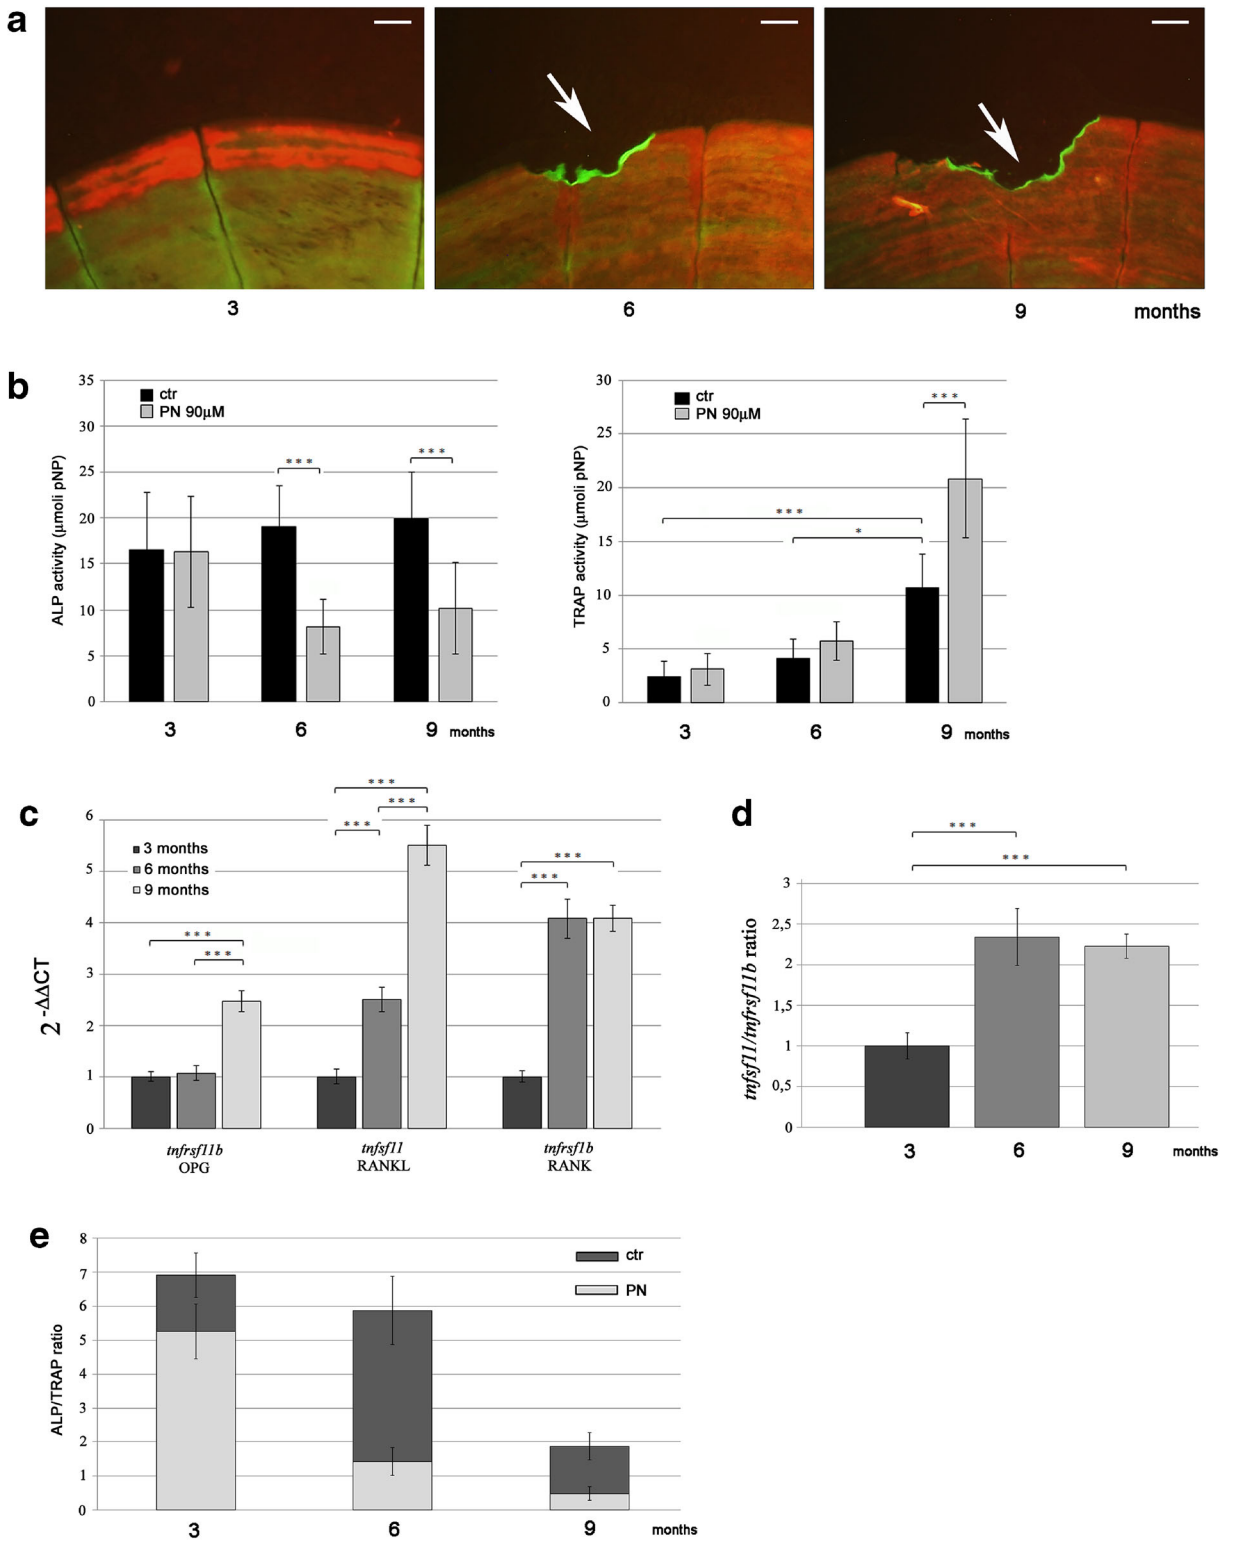 a
3
6
9
months
b
35
30
25
20
15
10
5
0
ALP activity (µmoli pNP)
ctr
PN 90µM
***
***
3
6
9
months
30
25
20
15
10
5
0
TRAP activity (µmoli pNP)
ctr
PN 90µM
***
***
*
3
6
9
months
c
6
5
4
3
2
1
0
2^-ΔΔCT
3 months
6 months
9 months
***
***
***
***
***
***
***
tnfrsf11b
OPG
tnfsf11
RANKL
tnfrsf1b
RANK
d
***
***
3
2,5
2
1,5
1
0,5
0
tnfsf11/tnfrsf11b ratio
3
6
9
months
e
8
7
6
5
4
3
2
1
0
ALP/TRAP ratio
ctr
PN
3
6
9
months